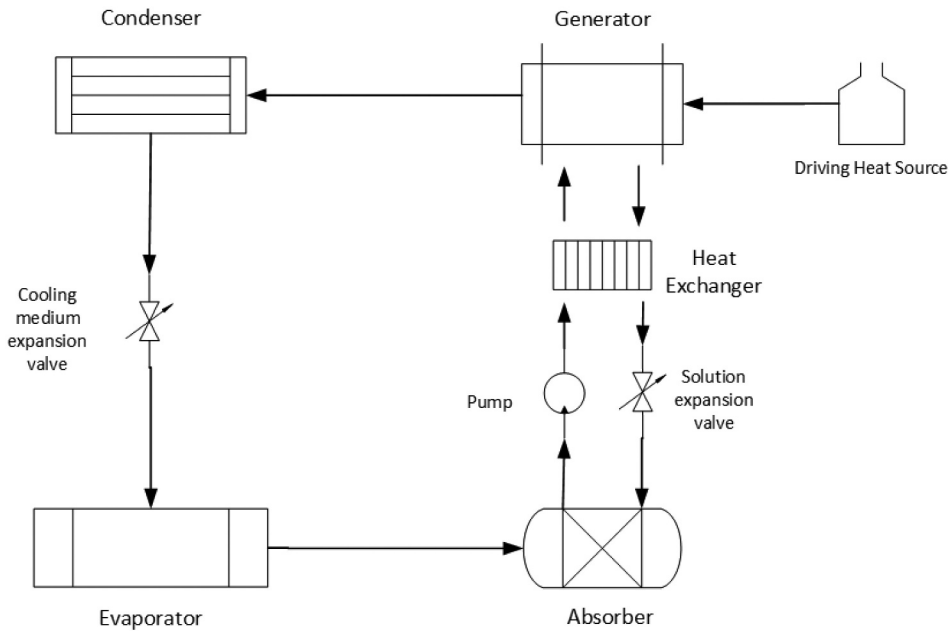 Condenser
Generator
Driving Heat Source
Heat
Exchanger
Cooling
medium
expansion
valve
Pump
Solution
expansion
valve
Evaporator
Absorber